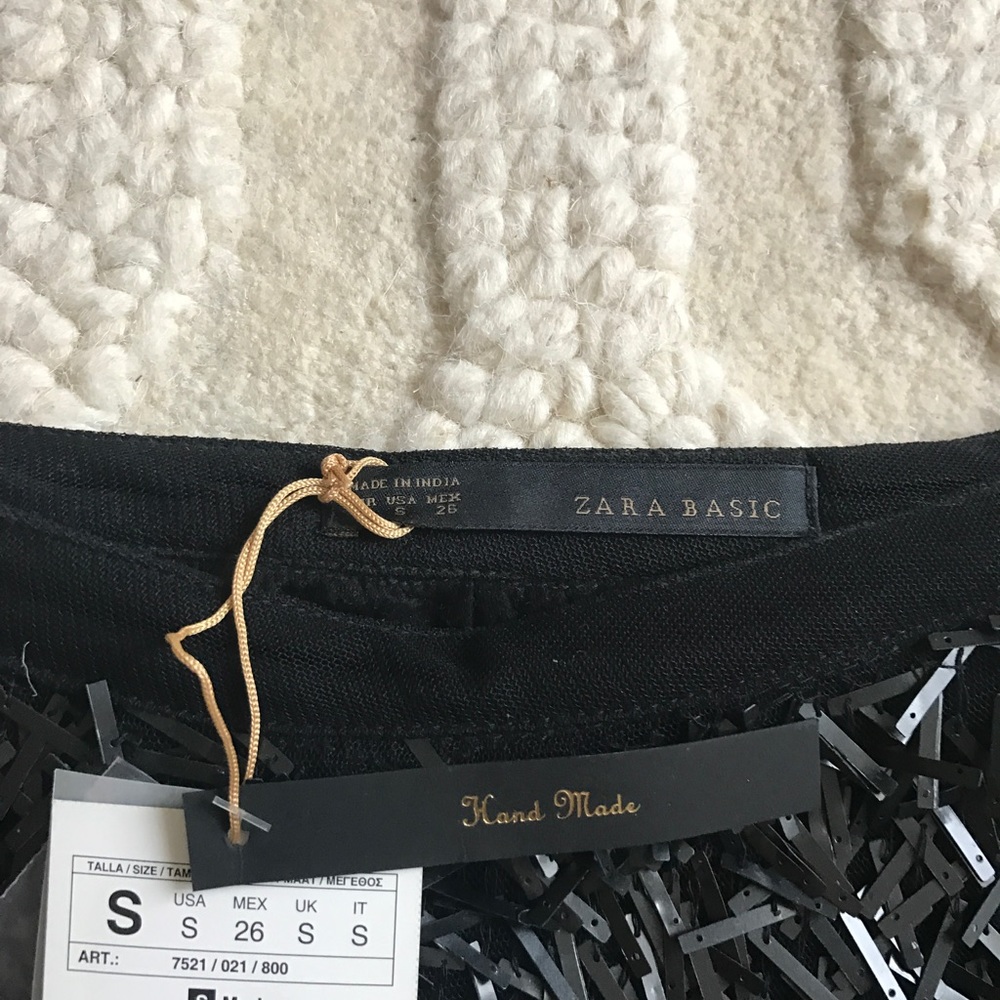 MADE IN INDIA
USA MEX
S 26
ZARA BASIC
Hand Made
TALLA / SIZE / ΜΕΓΕΘΟΣ
USA MEX UK IT
S S 26 S S
ART.: 7521 / 021 / 800